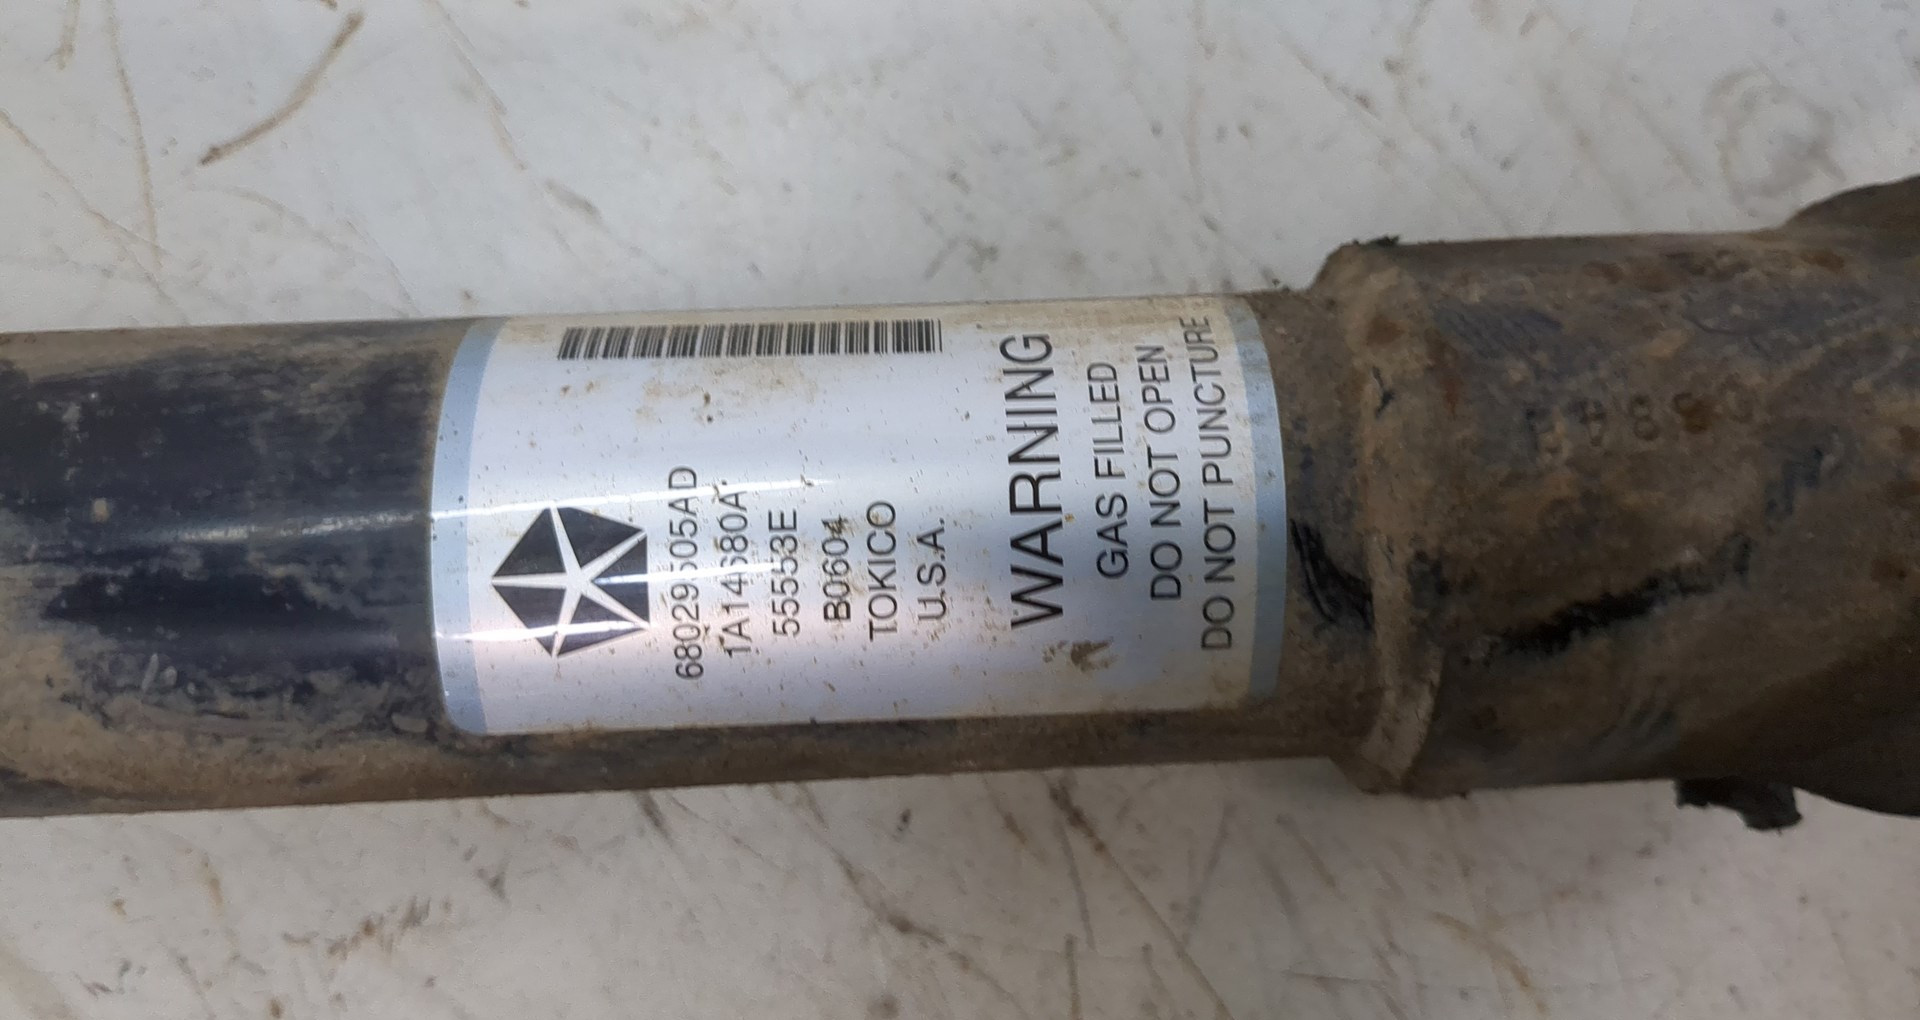 68029505AD
1A14680A
55553E
B0604
TOKICO
U.S.A.
WARNING
GAS FILLED
DO NOT OPEN
DO NOT PUNCTURE